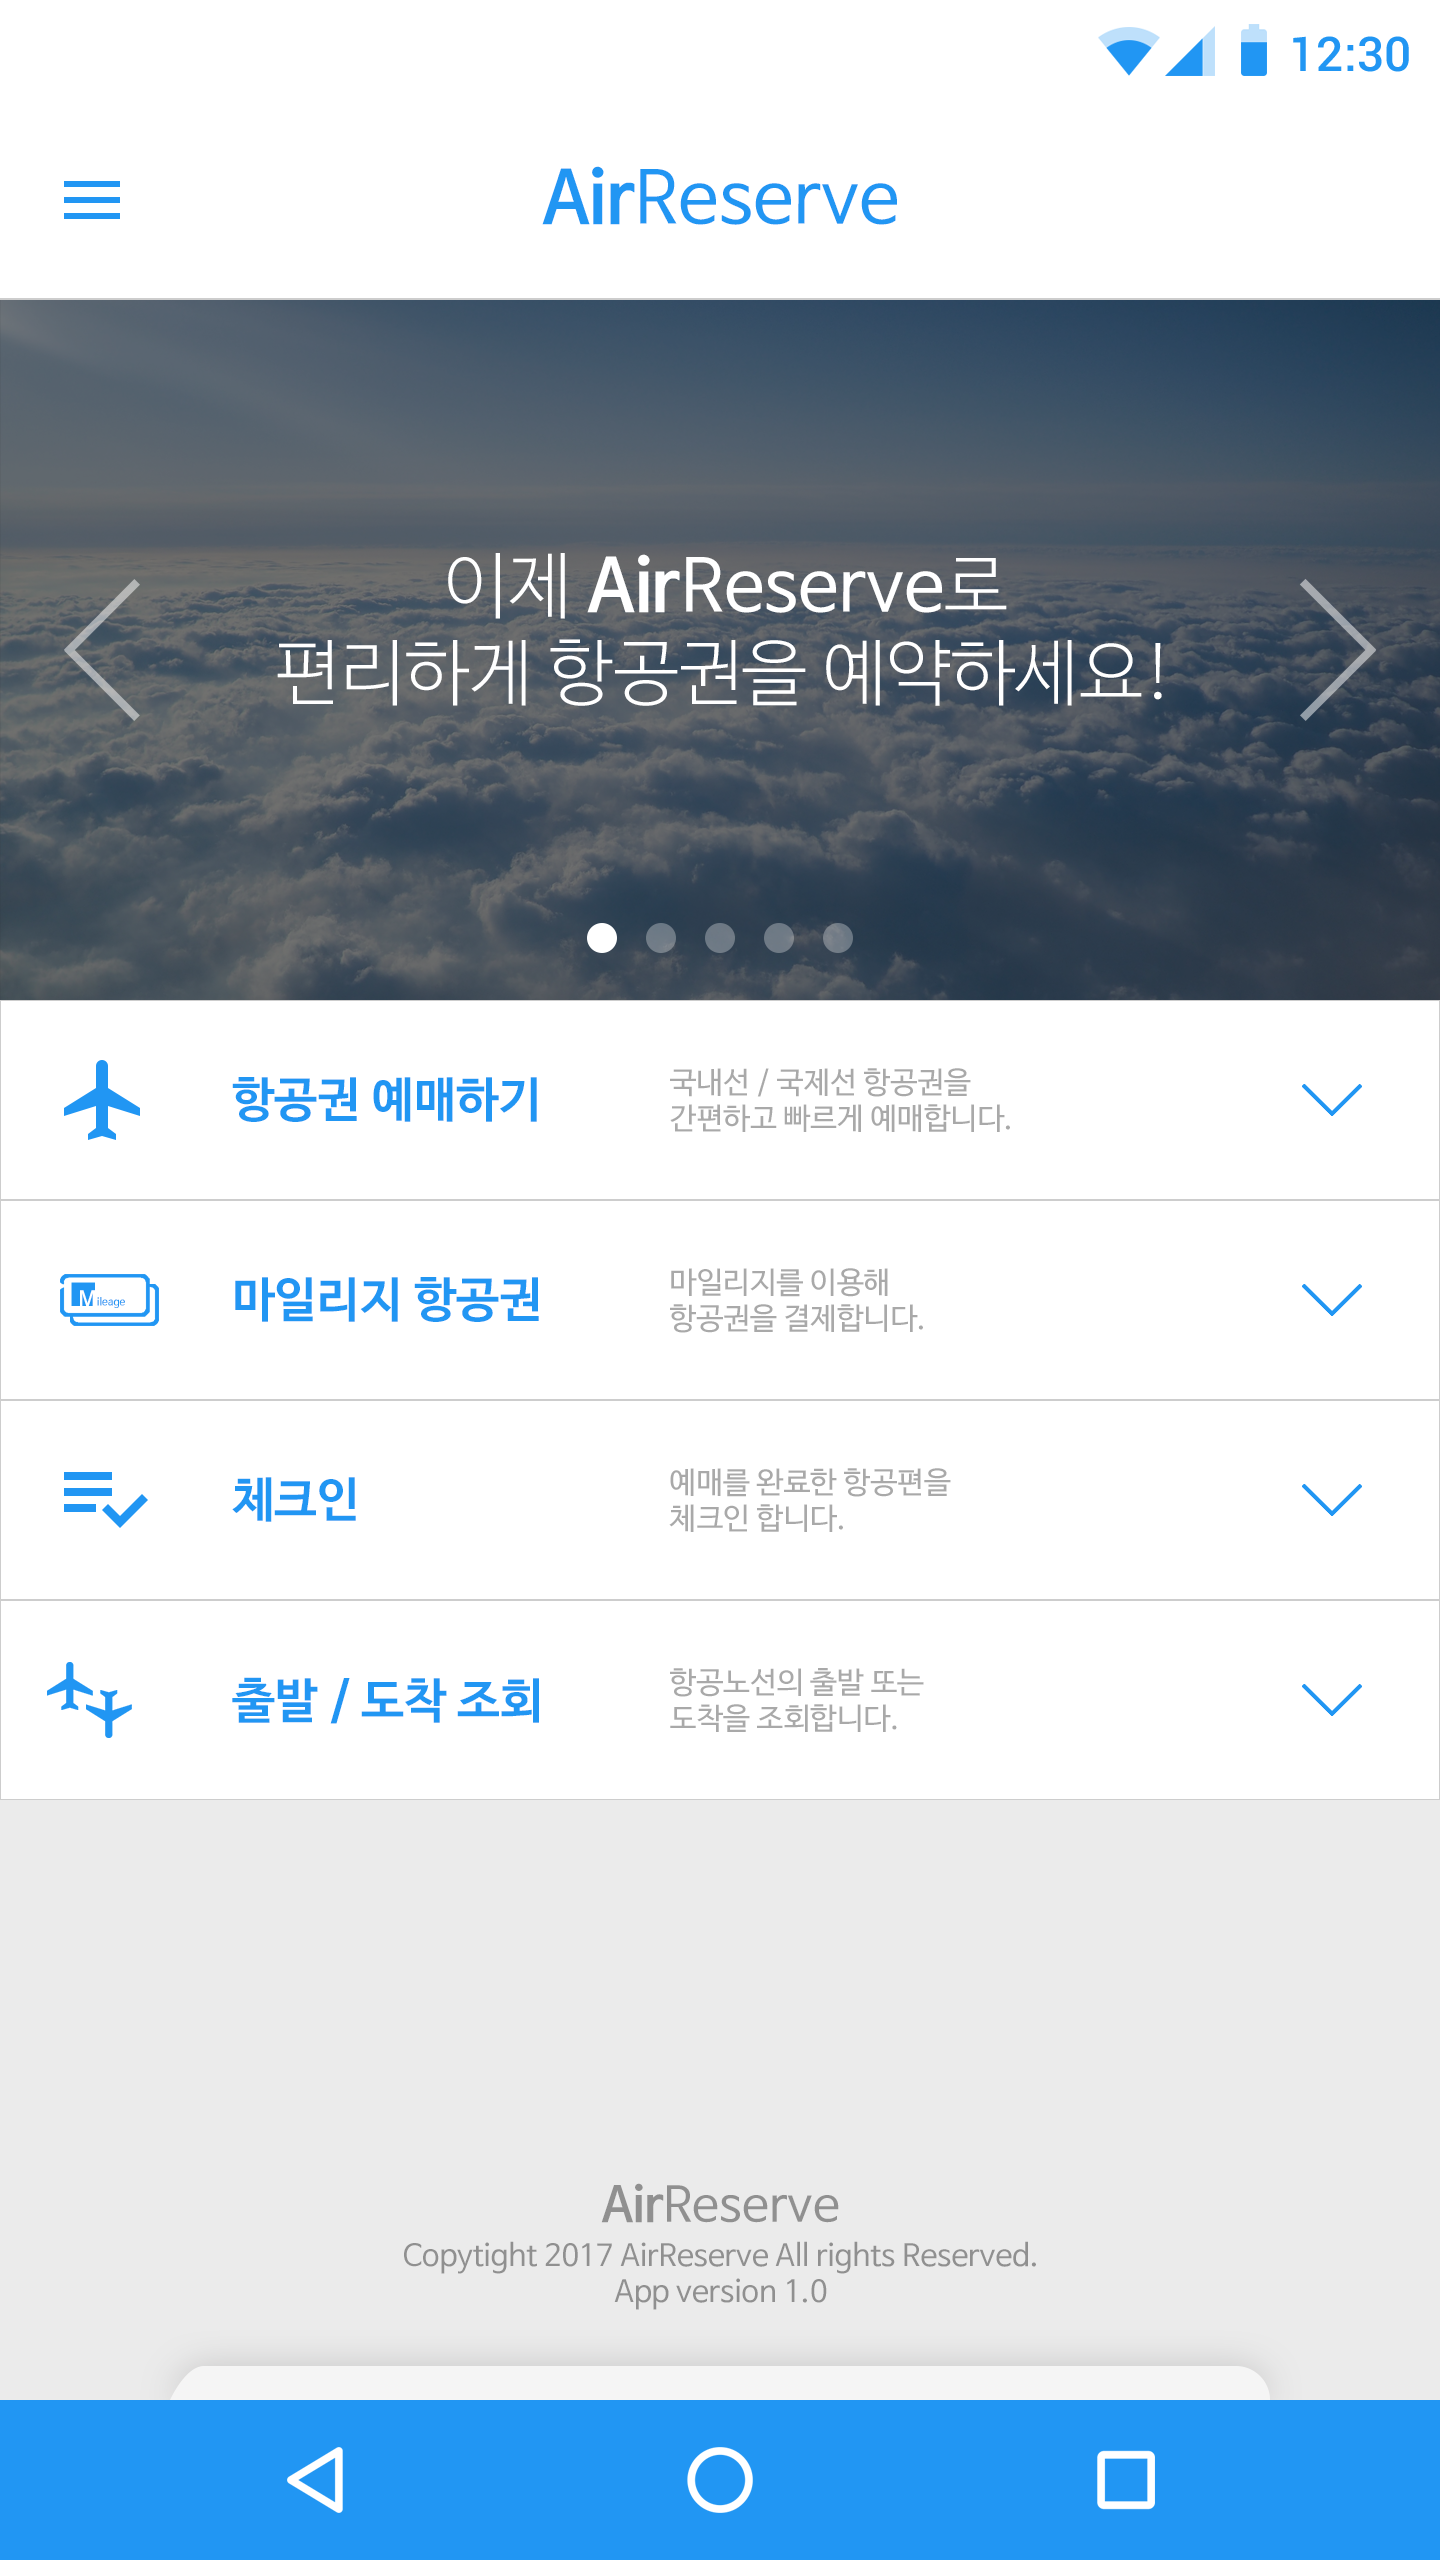 12:30
AirReserve
이제 AirReserve로
편리하게 항공권을 예약하세요!
항공권 예매하기
국내선 / 국제선 항공권을
간편하고 빠르게 예매합니다.
Mileage
마일리지 항공권
마일리지를 이용해
항공권을 결제합니다.
체크인
예매를 완료한 항공편을
체크인 합니다.
출발 / 도착 조회
항공노선의 출발 또는
도착을 조회합니다.
AirReserve
Copytight 2017 AirReserve All rights Reserved.
App version 1.0